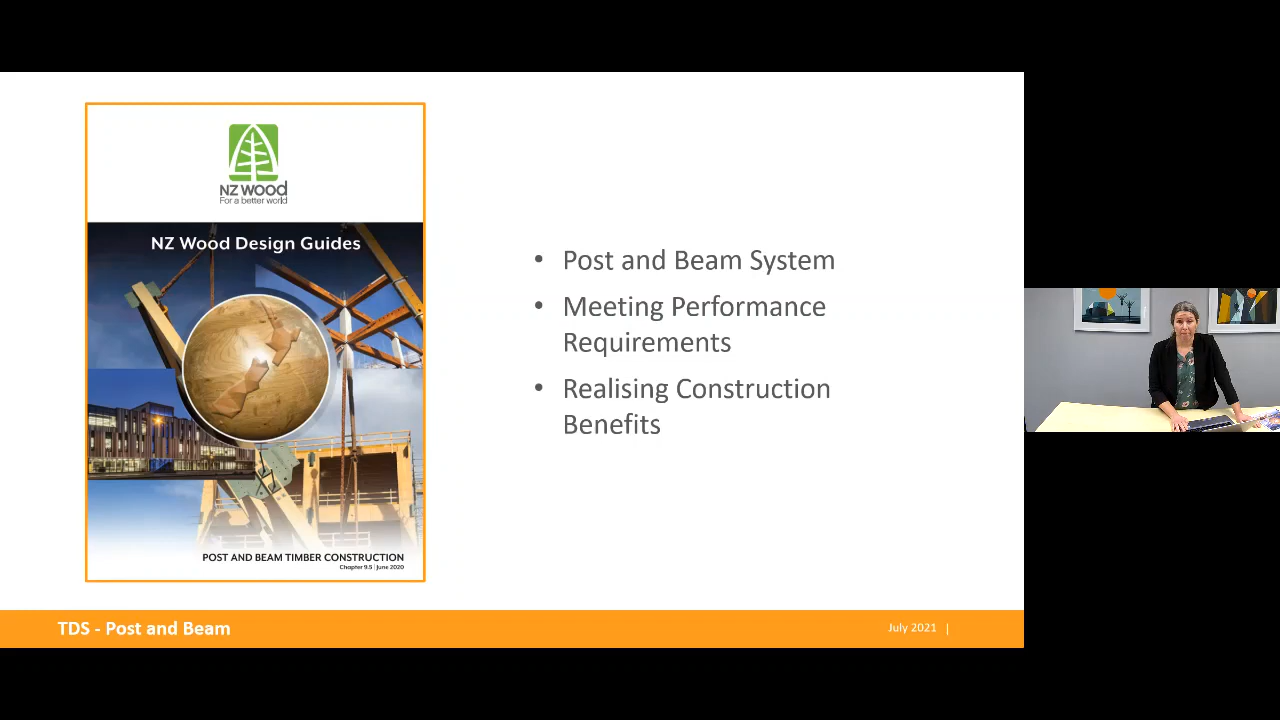 NZ WOOD
For a better world
NZ Wood Design Guides
POST AND BEAM TIMBER CONSTRUCTION
Chapter 9.5 | June 2020
• Post and Beam System
• Meeting Performance
Requirements
• Realising Construction
Benefits
TDS - Post and Beam
July 2021 |